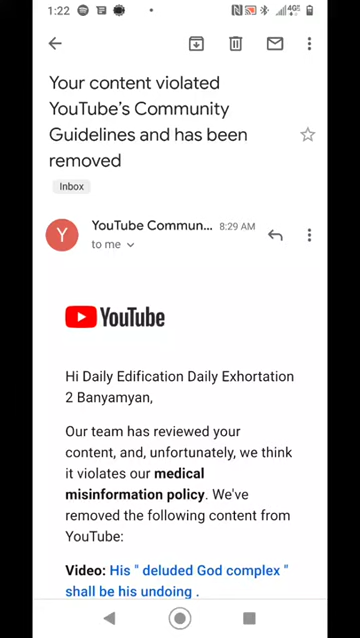 1:22
4G
Your content violated
YouTube's Community
Guidelines and has been
removed
Inbox
Y
YouTube Commun... 8:29 AM
to me
YouTube
Hi Daily Edification Daily Exhortation
2 Banyamyan,
Our team has reviewed your
content, and, unfortunately, we think
it violates our medical
misinformation policy. We've
removed the following content from
YouTube:
Video: His " deluded God complex "
shall be his undoing .